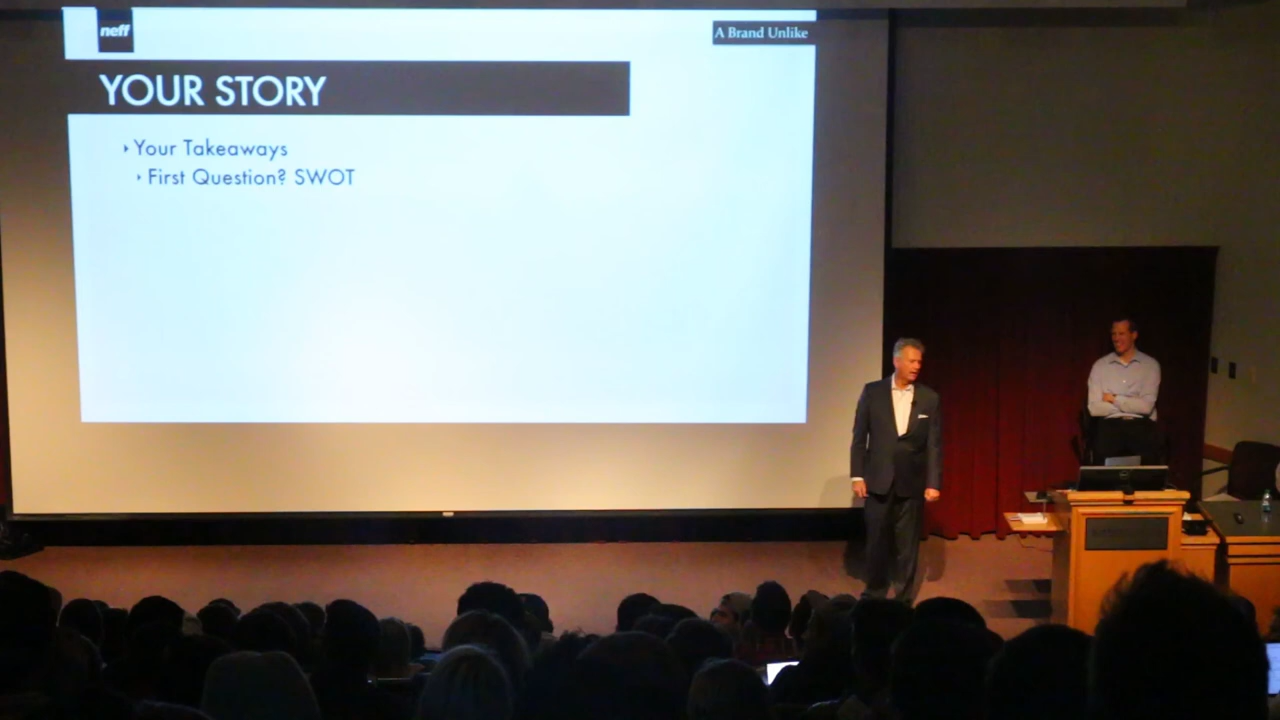 neff
A Brand Unlike
YOUR STORY
Your Takeaways
First Question? SWOT